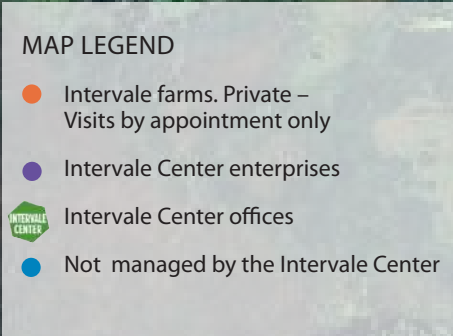 MAP LEGEND
Intervale farms. Private –
Visits by appointment only
Intervale Center enterprises
INTERVALE
CENTER
Intervale Center offices
Not managed by the Intervale Center